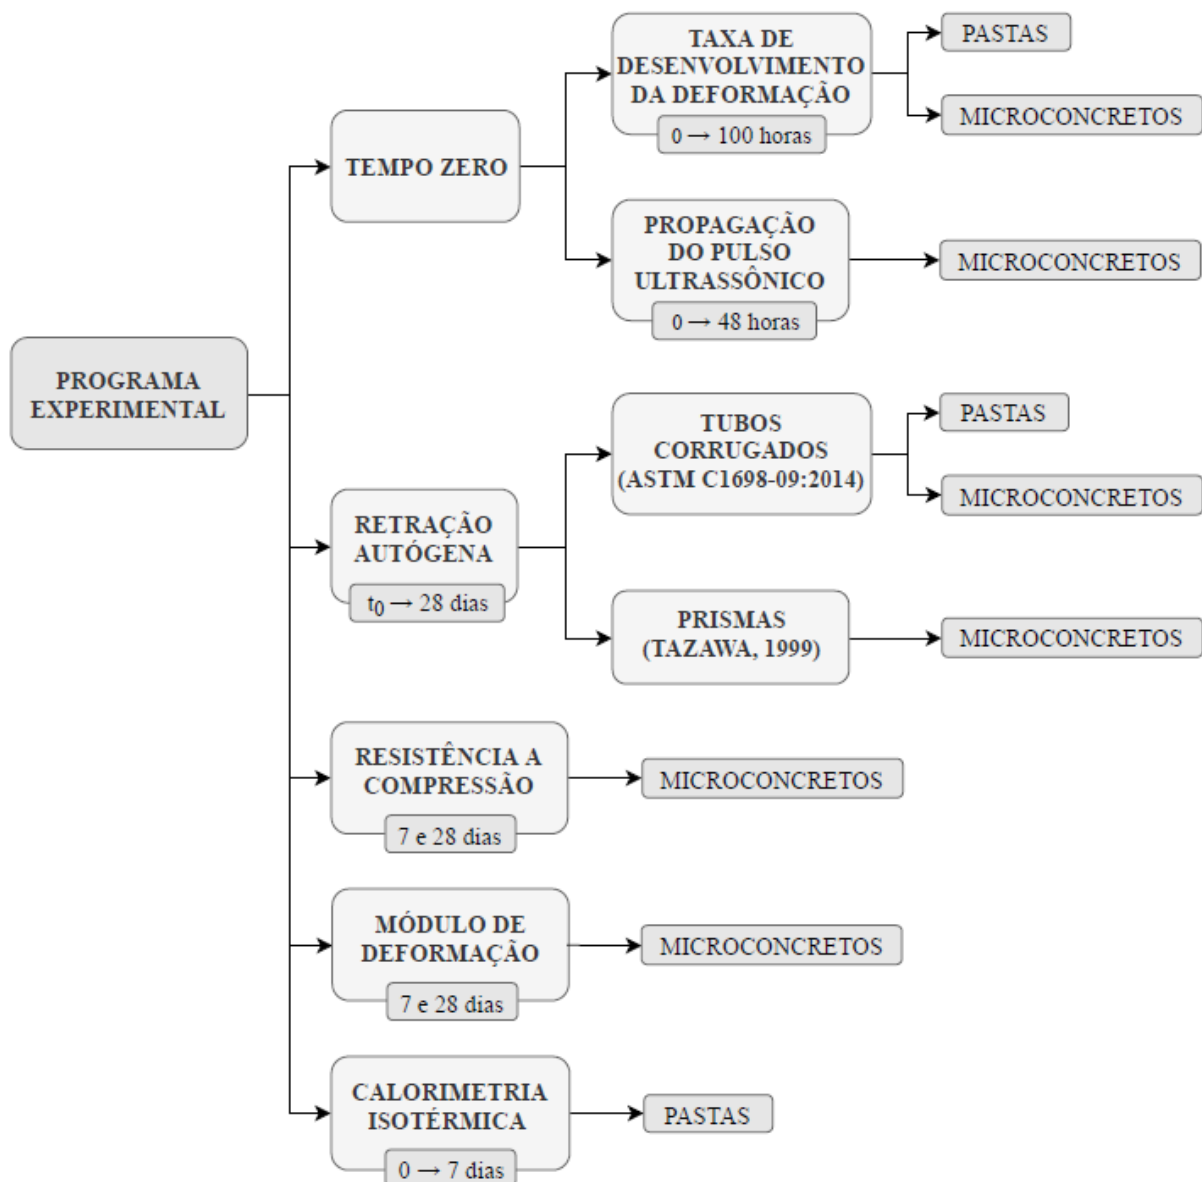 PROGRAMA
EXPERIMENTAL
TEMPO ZERO
TAXA DE
DESENVOLVIMENTO
DA DEFORMAÇÃO
0 → 100 horas
PASTAS
MICROCONCRETOS
PROPAGAÇÃO
DO PULSO
ULTRASSÔNICO
0 → 48 horas
MICROCONCRETOS
RETRAÇÃO
AUTÓGENA
t0 → 28 dias
TUBOS
CORRUGADOS
(ASTM C1698-09:2014)
PASTAS
MICROCONCRETOS
PRISMAS
(TAZAWA, 1999)
MICROCONCRETOS
RESISTÊNCIA A
COMPRESSÃO
7 e 28 dias
MICROCONCRETOS
MÓDULO DE
DEFORMAÇÃO
7 e 28 dias
MICROCONCRETOS
CALORIMETRIA
ISOTÉRMICA
0 → 7 dias
PASTAS